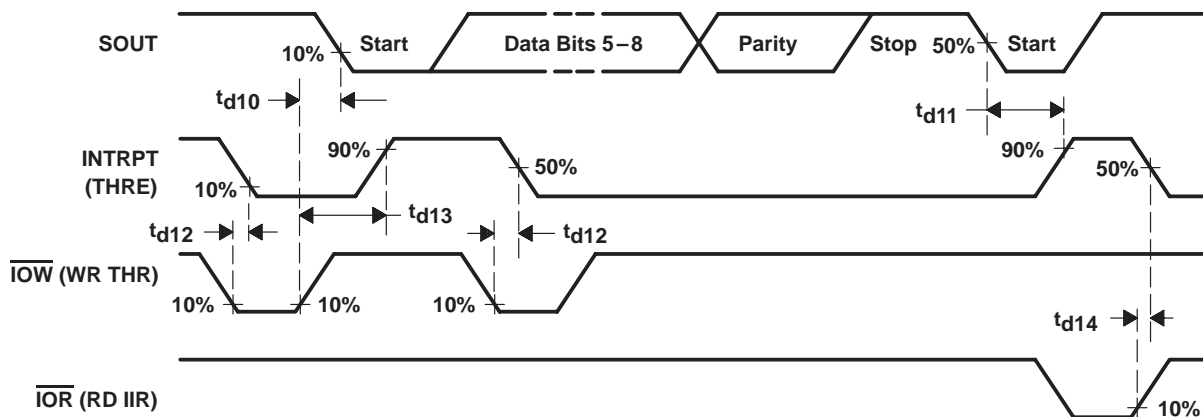 SOUT
10%
Start
Data Bits 5–8
Parity
Stop
50%
Start
td10
td11
INTRPT
(THRE)
10%
90%
50%
90%
50%
td12
td13
td12
IOW (WR THR)
10%
10%
10%
td14
IOR (RD IIR)
10%